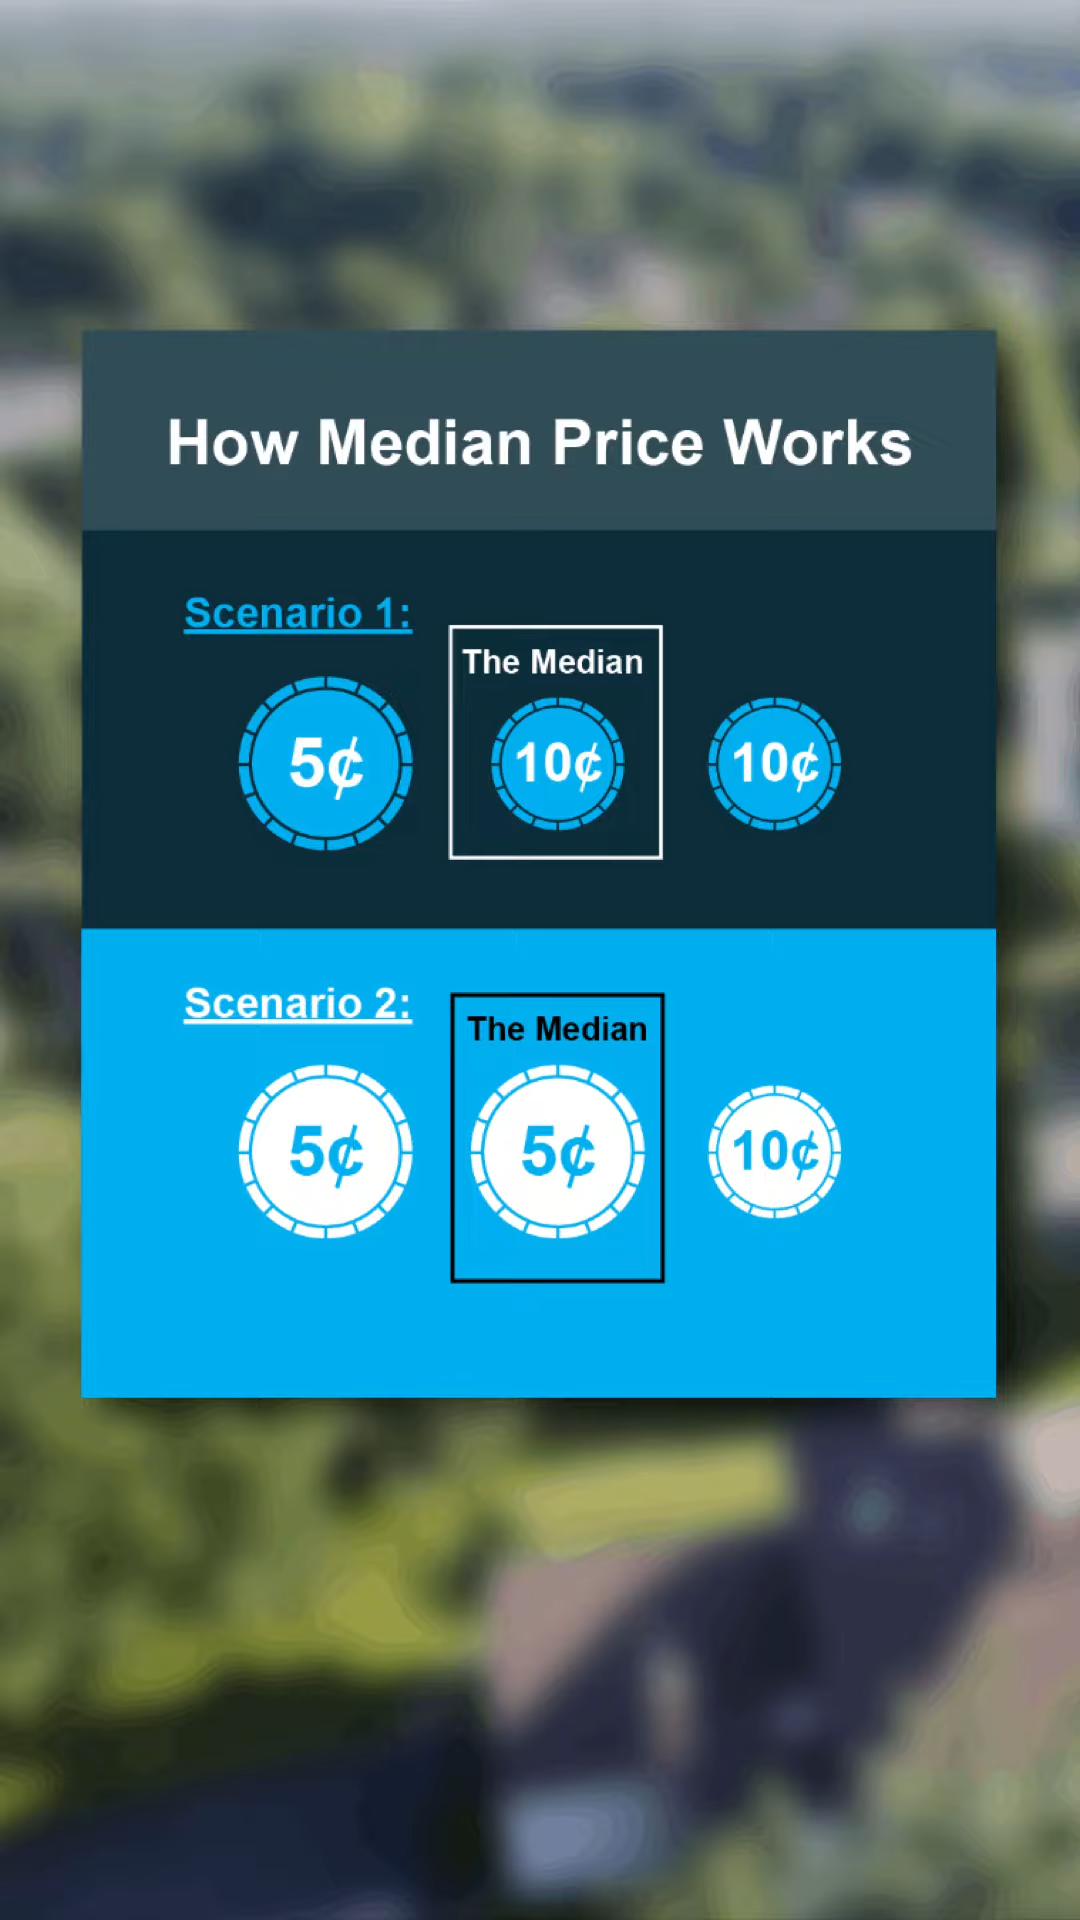 How Median Price Works
Scenario 1:
The Median
5¢ 10¢ 10¢
Scenario 2:
The Median
5¢ 5¢ 10¢